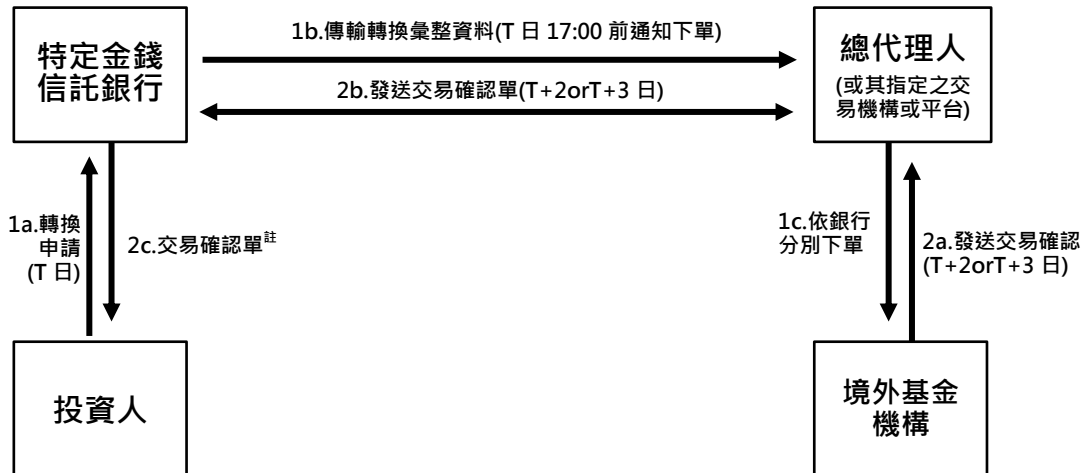 1b.傳輸轉換彙整資料(T 日 17:00 前通知下單)
特定金錢
信託銀行
總代理人
(或其指定之交
易機構或平台)
2b.發送交易確認單(T+2orT+3 日)
1a.轉換
申請
(T 日)
2c.交易確認單註
1c.依銀行
分別下單
2a.發送交易確認
(T+2orT+3 日)
投資人
境外基金
機構